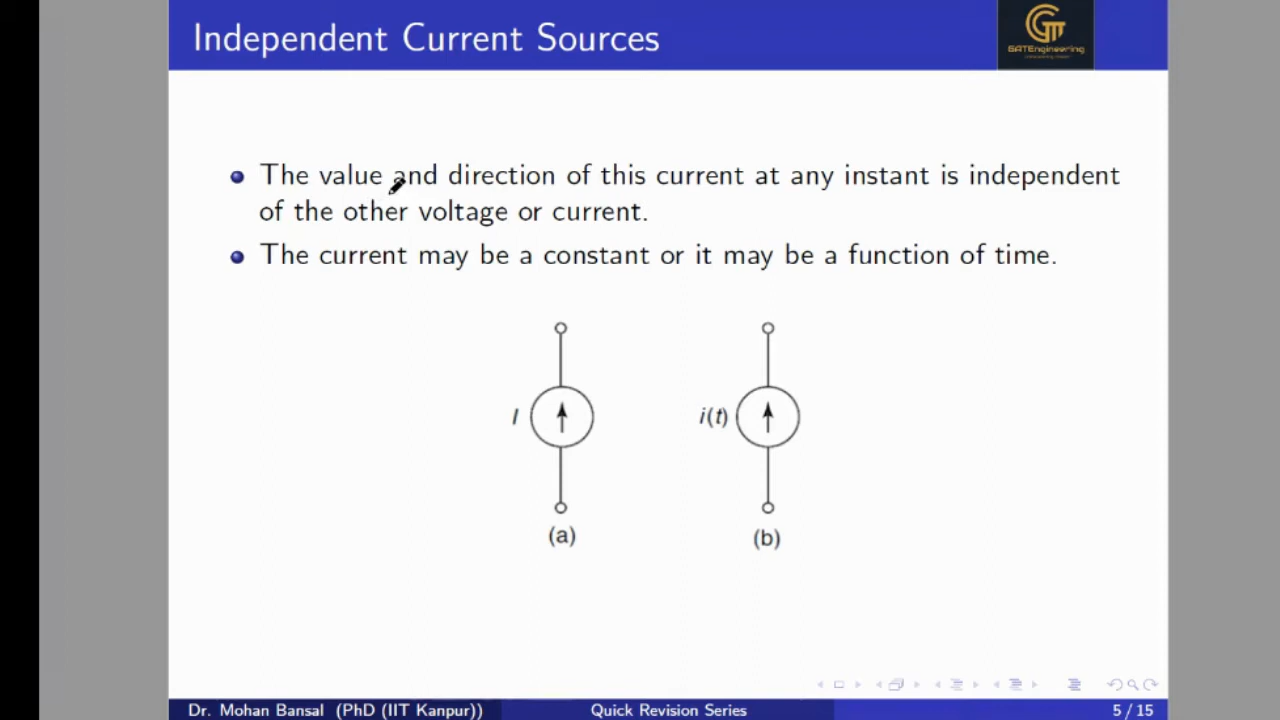 Independent Current Sources
GATEngineering
The value and direction of this current at any instant is independent
of the other voltage or current.
The current may be a constant or it may be a function of time.
I
i(t)
(a)
(b)
Dr. Mohan Bansal (PhD (IIT Kanpur))
Quick Revision Series
5 / 15